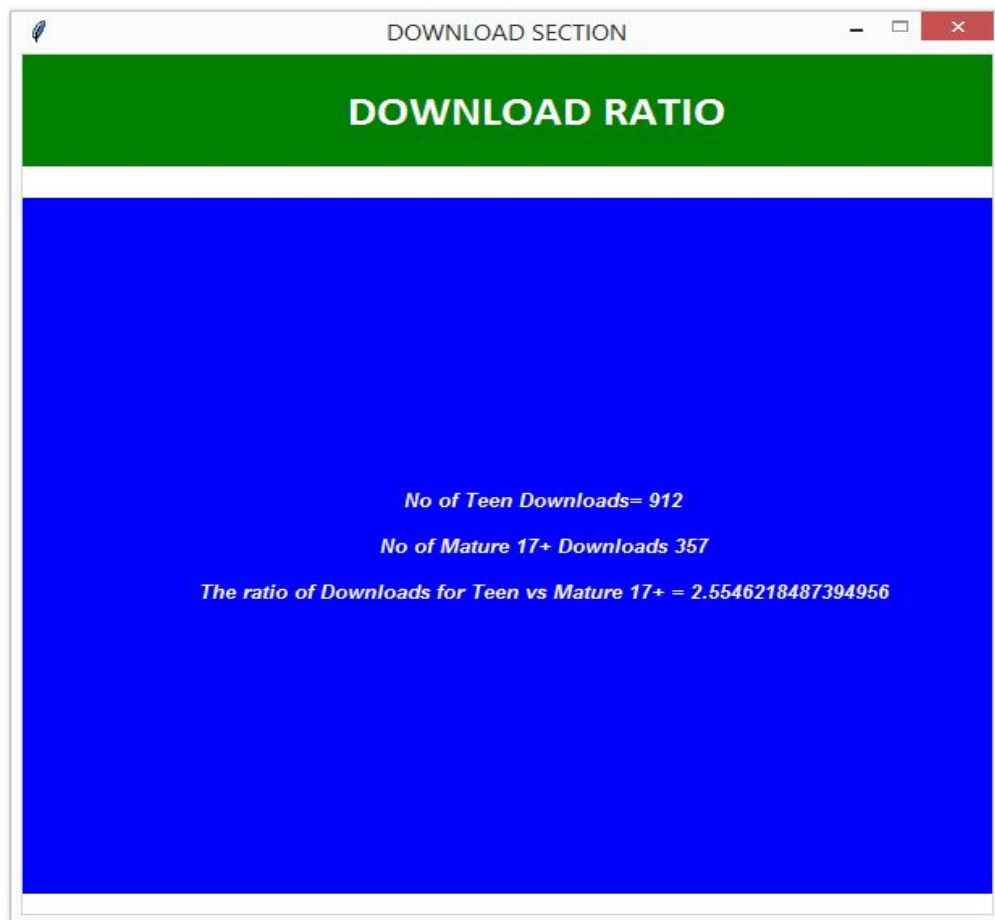 DOWNLOAD SECTION
DOWNLOAD RATIO
No of Teen Downloads= 912
No of Mature 17+ Downloads 357
The ratio of Downloads for Teen vs Mature 17+ = 2.5546218487394956